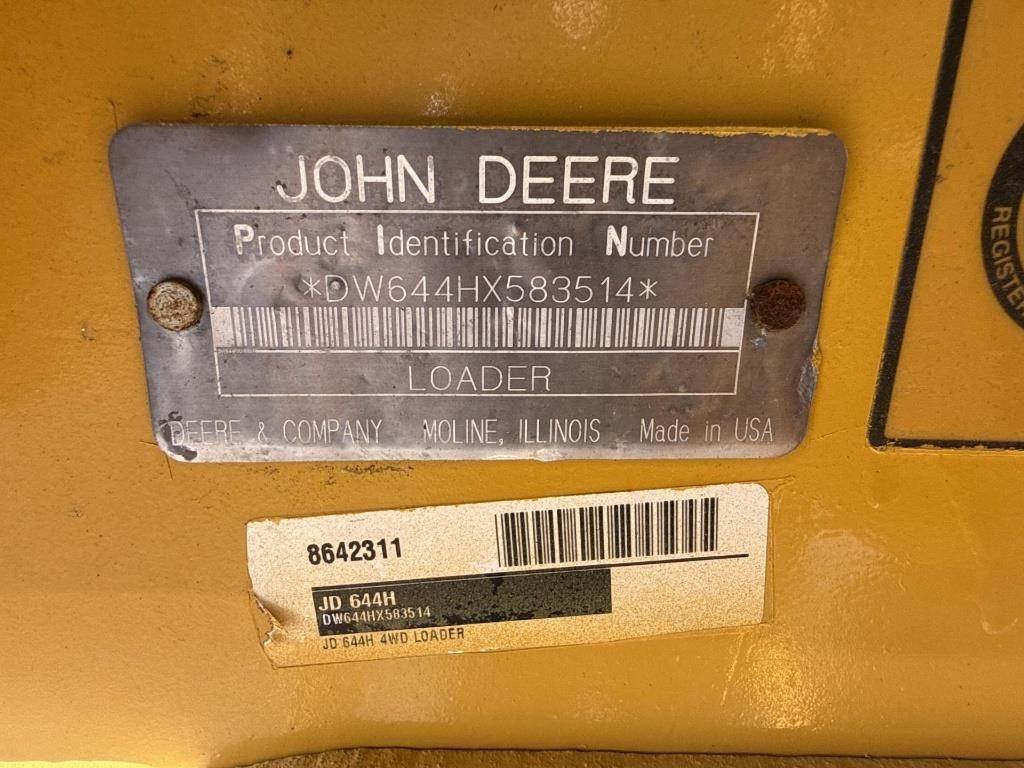 JOHN DEERE
Product Identification Number
*DW644HX583514*
LOADER
DEERE & COMPANY MOLINE, ILLINOIS Made in USA
8642311
JD 644H
DW644HX583514
JD 644H 4WD LOADER